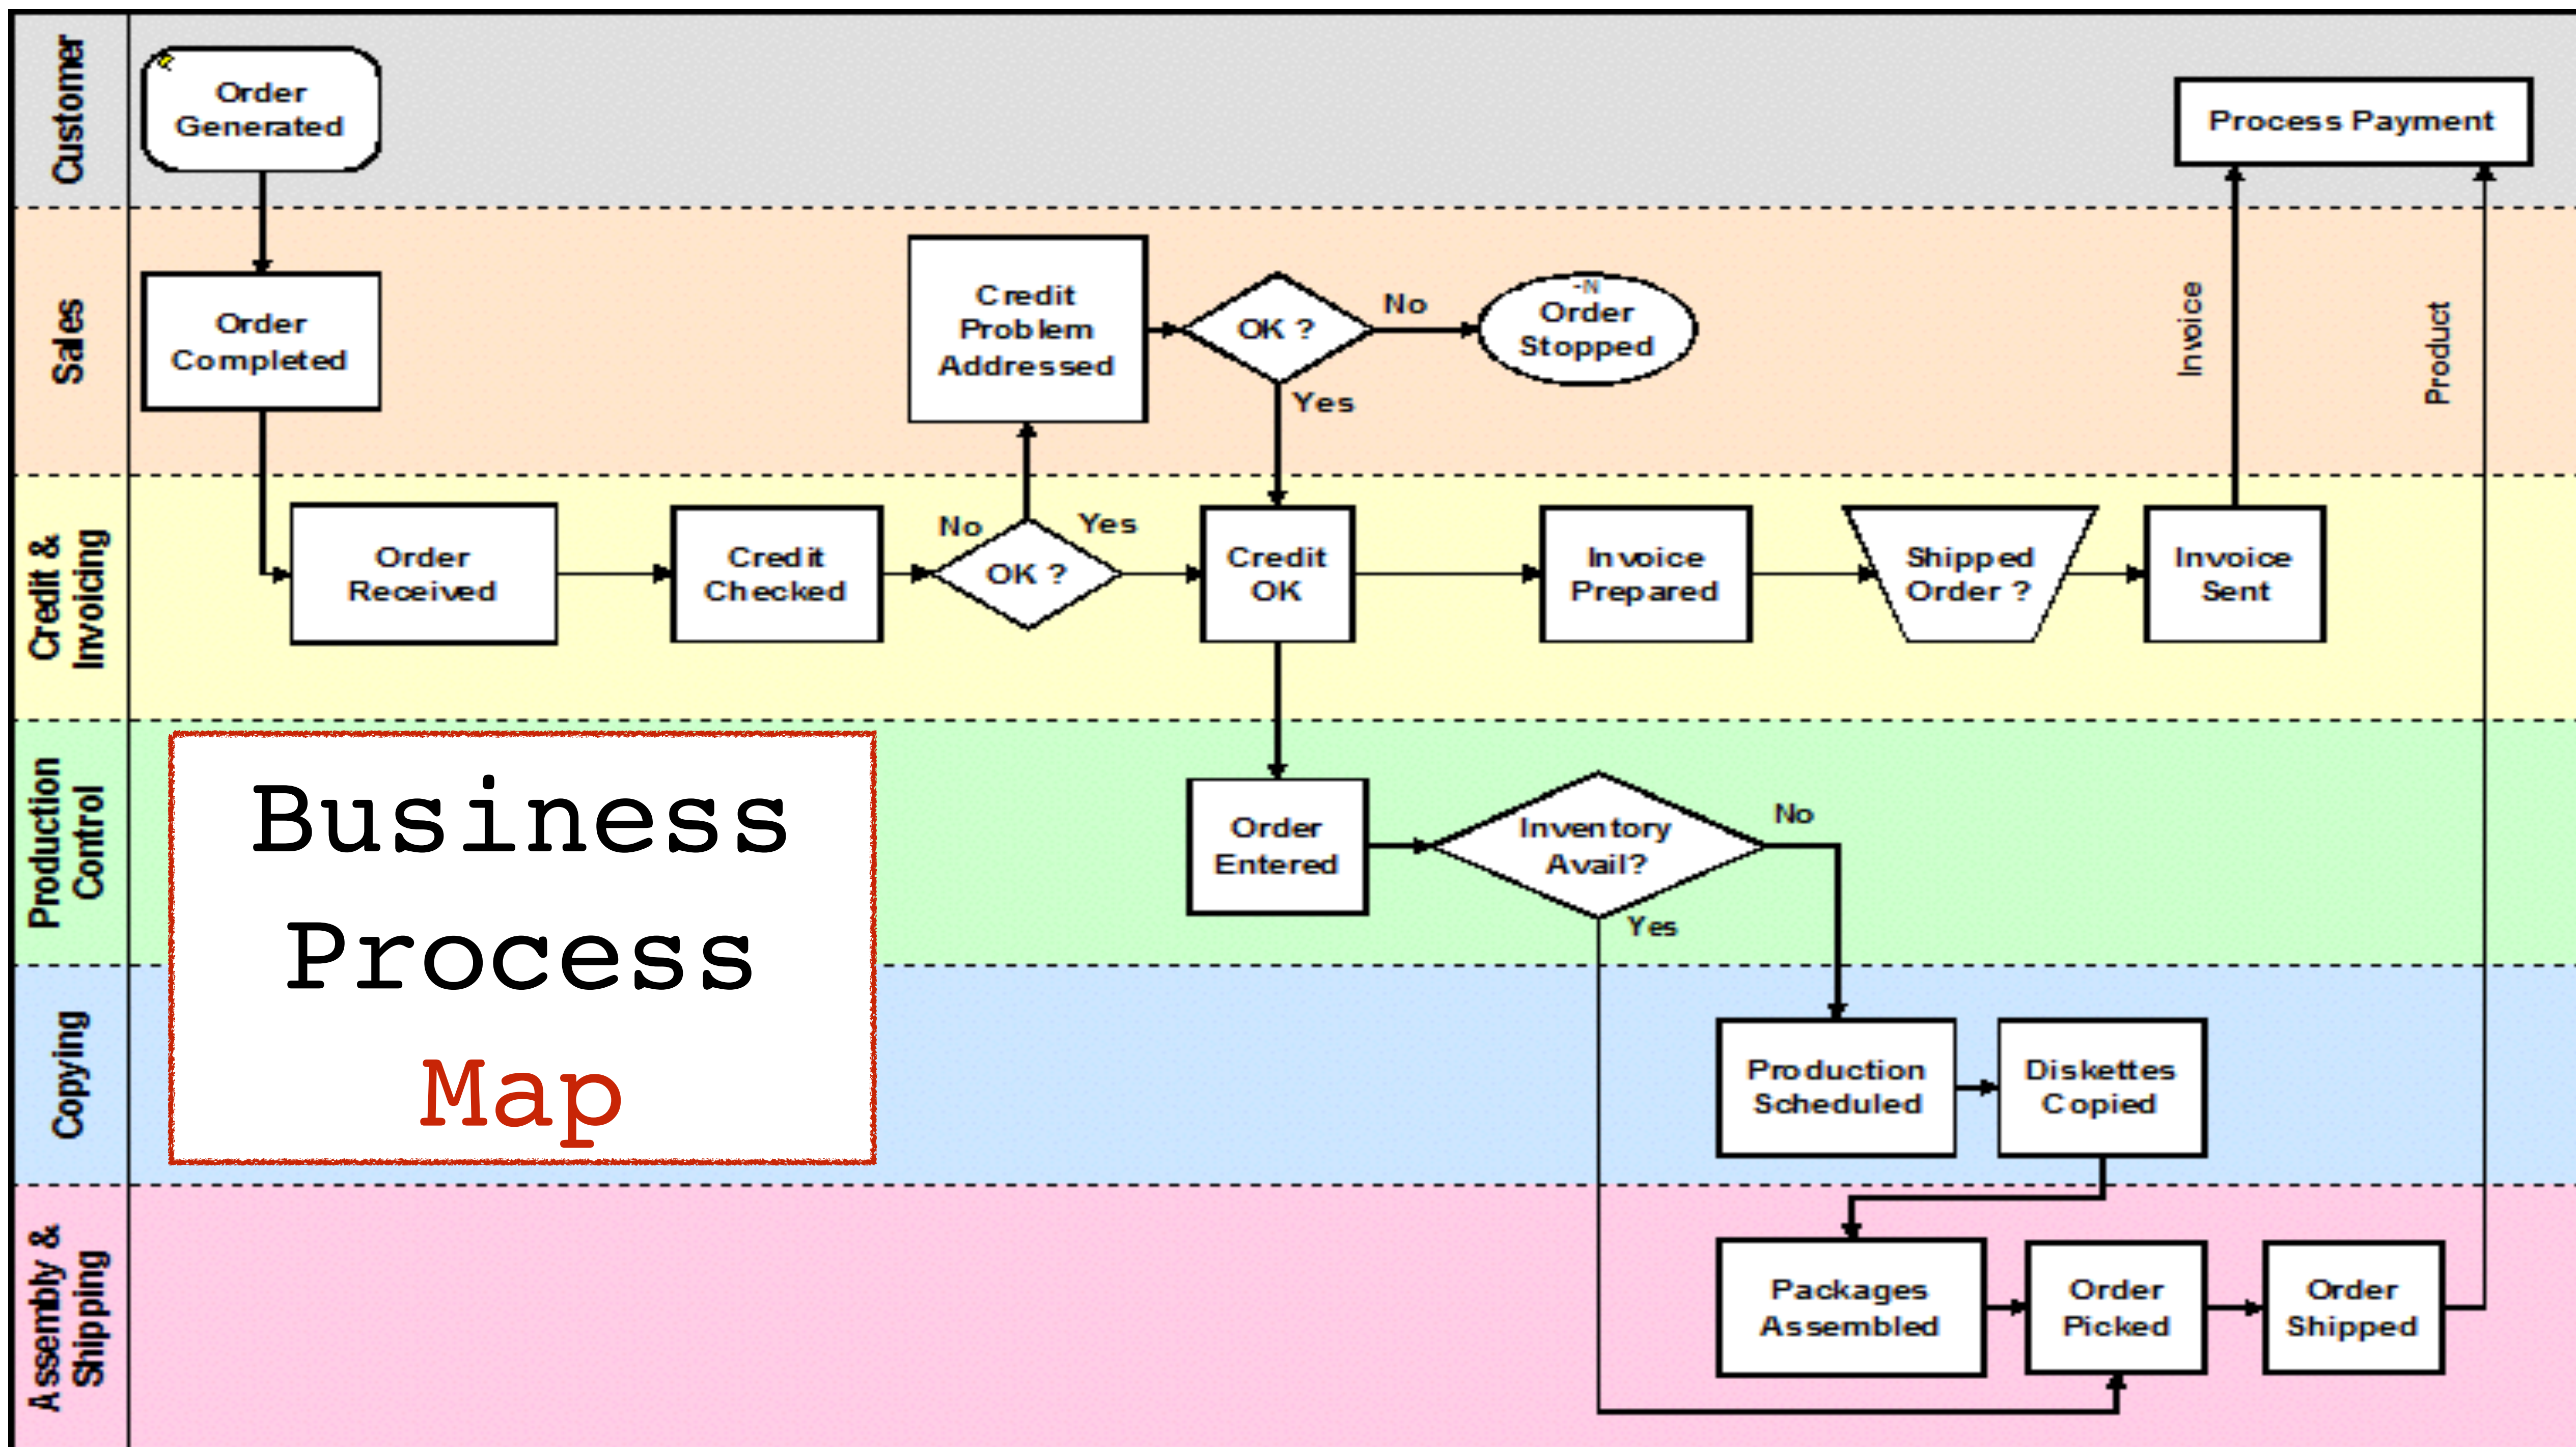 Customer
Order
Generated
Process Payment
Sales
Order
Completed
Credit
Problem
Addressed
OK ?
No
-N
Order
Stopped
Yes
Invoice
Product
Credit &
Invoicing
Order
Received
Credit
Checked
No
OK ?
Yes
Credit
OK
Invoice
Prepared
Shipped
Order ?
Invoice
Sent
Production
Control
Order
Entered
Inventory
Avail?
No
Yes
Business
Process
Map
Copying
Production
Scheduled
Diskettes
Copied
Assembly &
Shipping
Packages
Assembled
Order
Picked
Order
Shipped